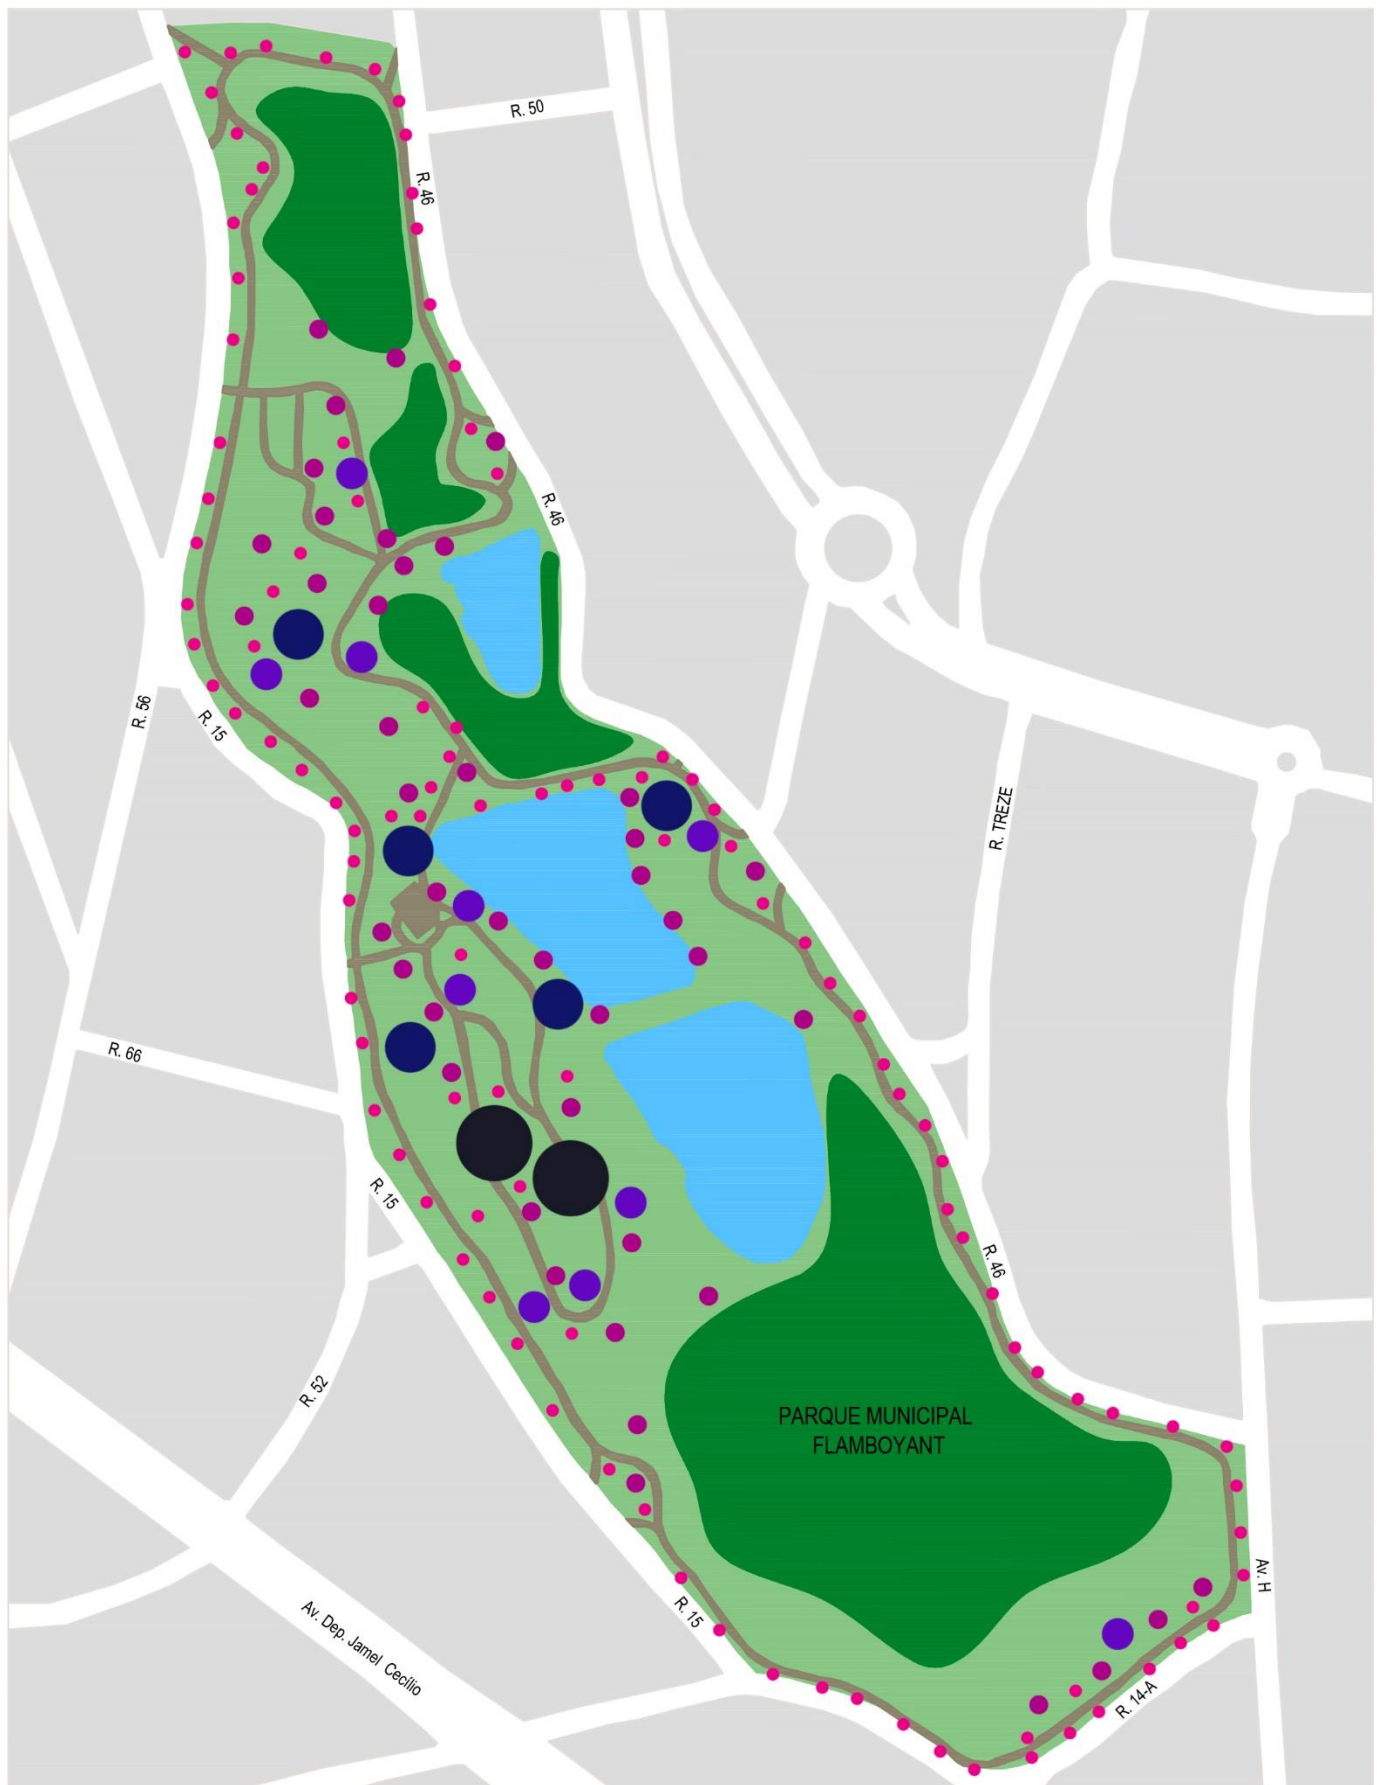 R. 50
R. 46
R. 46
R. 56
R. 15
R. TREZE
R. 66
R. 15
R. 46
R. 52
PARQUE MUNICIPAL
FLAMBOYANT
Av. H
R. 15
Av. Dep. Jamel Cecílio
R. 14-A